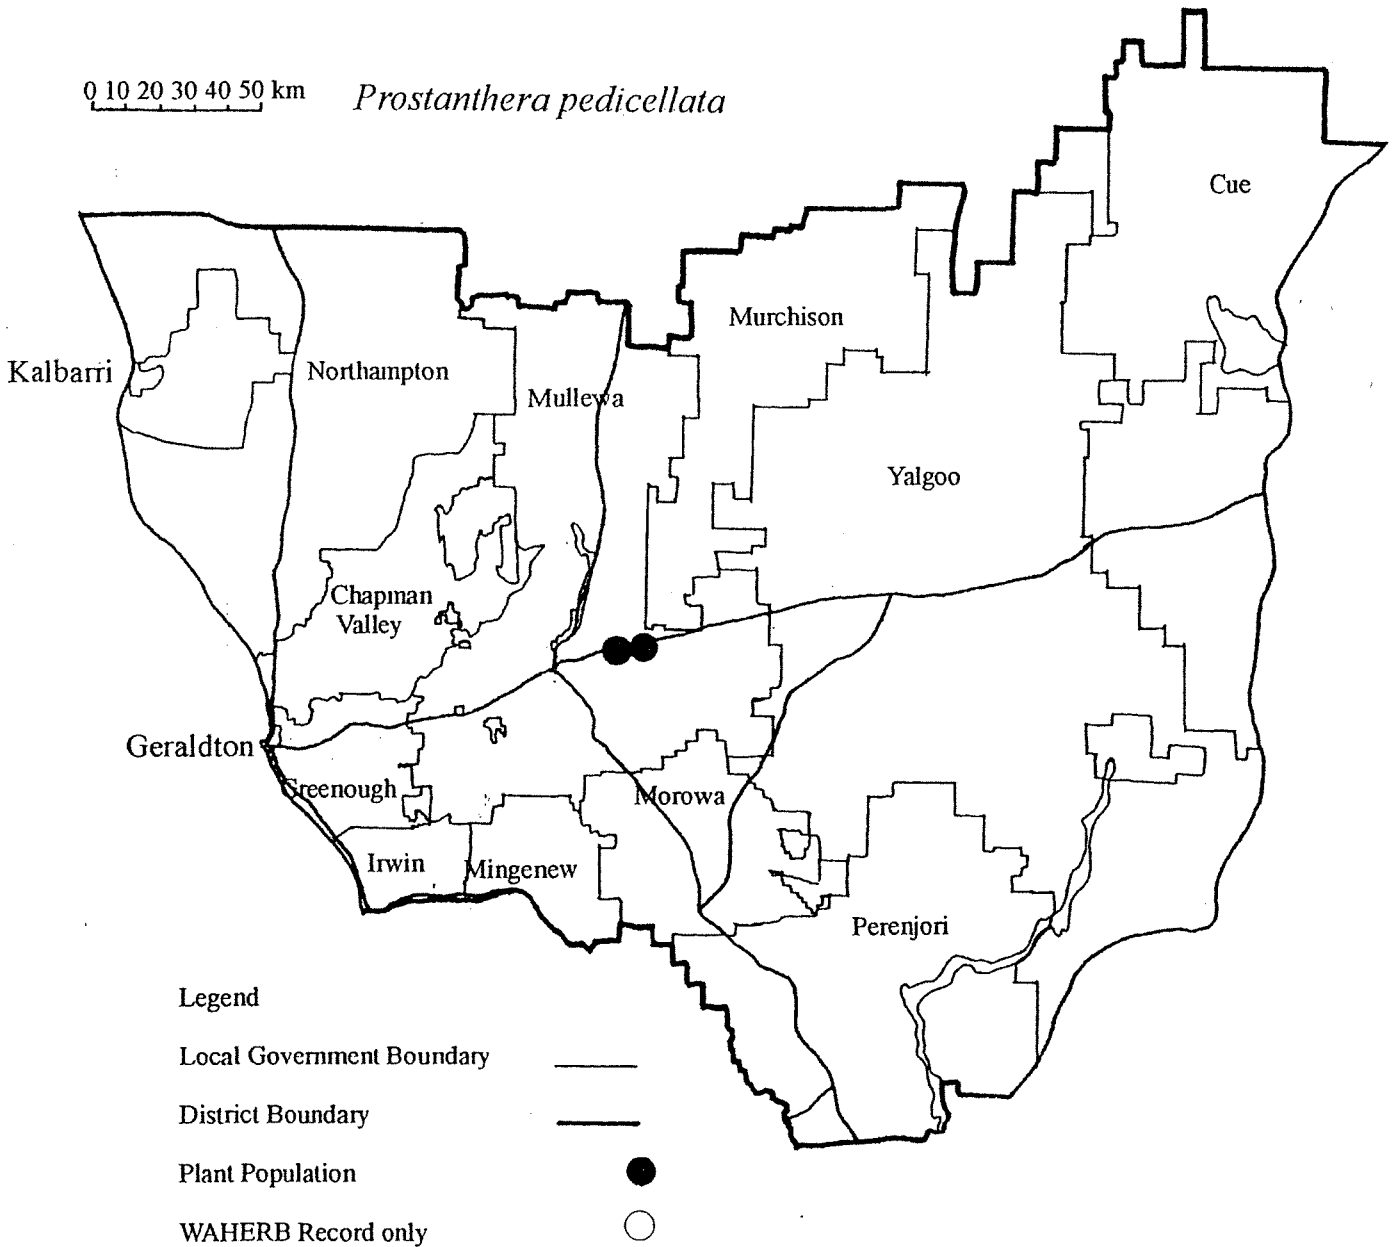 0 10 20 30 40 50 km
Prostanthera pedicellata
Cue
Murchison
Kalbarri
Northampton
Mullewa
Yalgoo
Chapman
Valley
Geraldton
Greenough
Morowa
Irwin
Mingenew
Perenjori
Legend
Local Government Boundary
District Boundary
Plant Population
WAHERB Record only